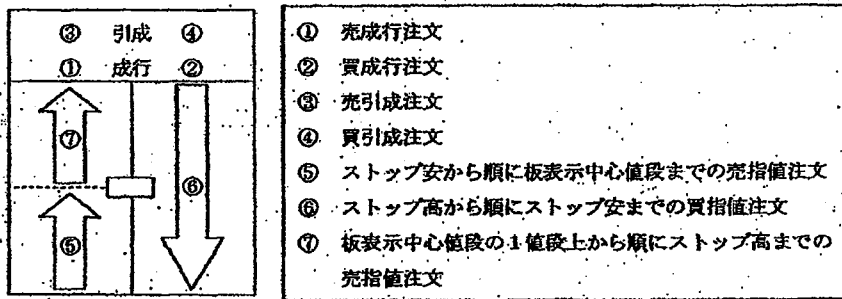 ③ 引成 ④
① 成行 ②
⑦
⑥
⑤
① 売成行注文
② 買成行注文
③ 売引成注文
④ 買引成注文
⑤ ストップ安から順に板表示中心値段までの売指値注文
⑥ ストップ高から順にストップ安までの買指値注文
⑦ 板表示中心値段の1値段上から順にストップ高までの
売指値注文